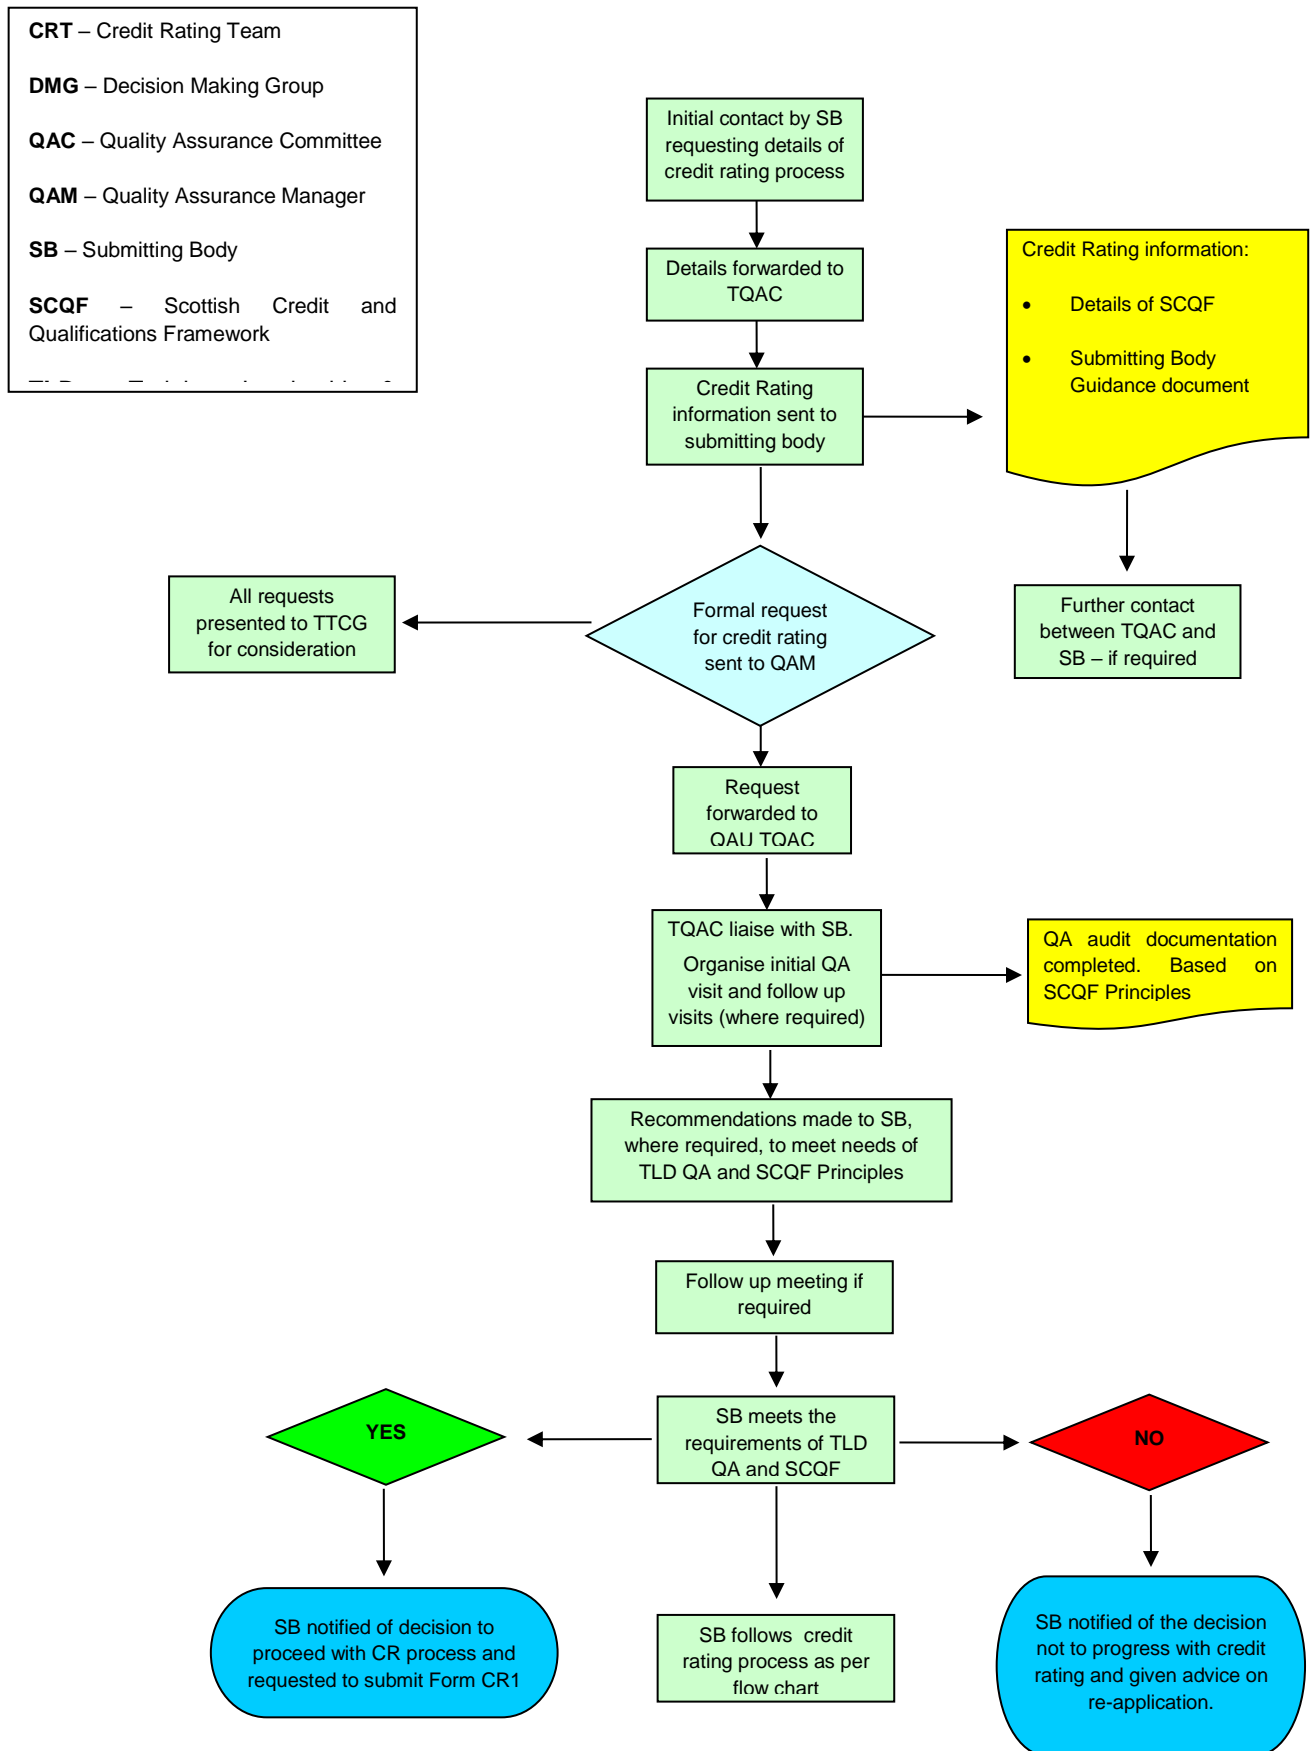 CRT – Credit Rating Team
DMG – Decision Making Group
QAC – Quality Assurance Committee
QAM – Quality Assurance Manager
SB – Submitting Body
SCQF – Scottish Credit and
Qualifications Framework
Initial contact by SB
requesting details of
credit rating process
Details forwarded to
TQAC
Credit Rating
information sent to
submitting body
Credit Rating information:
• Details of SCQF
• Submitting Body
Guidance document
Further contact
between TQAC and
SB – if required
All requests
presented to TTCG
for consideration
Formal request
for credit rating
sent to QAM
Request
forwarded to
QAU TQAC
TQAC liaise with SB.
Organise initial QA
visit and follow up
visits (where required)
QA audit documentation
completed. Based on
SCQF Principles
Recommendations made to SB,
where required, to meet needs of
TLD QA and SCQF Principles
Follow up meeting if
required
SB meets the
requirements of TLD
QA and SCQF
YES
NO
SB notified of decision to
proceed with CR process and
requested to submit Form CR1
SB follows credit
rating process as per
flow chart
SB notified of the decision
not to progress with credit
rating and given advice on
re-application.